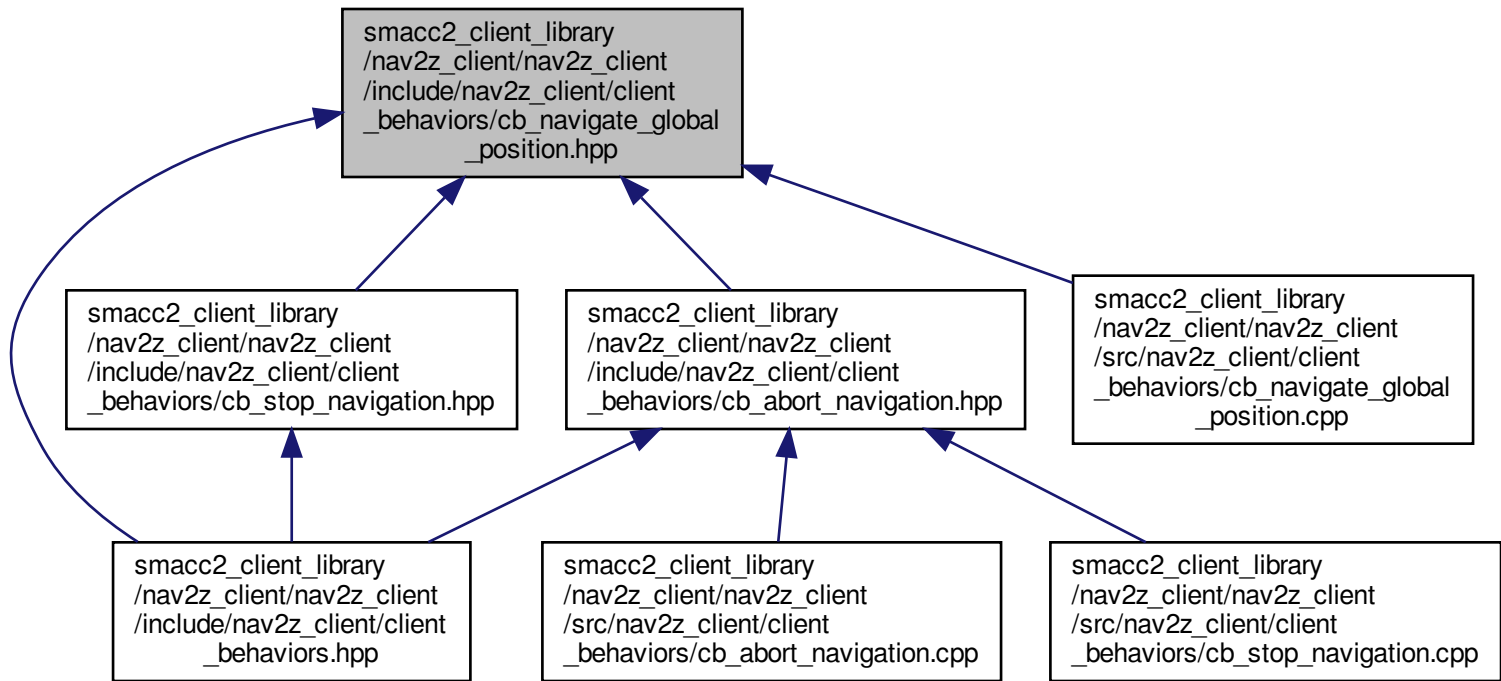 smacc2_client_library
/nav2z_client/nav2z_client
/include/nav2z_client/client
_behaviors/cb_navigate_global
_position.hpp
smacc2_client_library
/nav2z_client/nav2z_client
/include/nav2z_client/client
_behaviors/cb_stop_navigation.hpp
smacc2_client_library
/nav2z_client/nav2z_client
/include/nav2z_client/client
_behaviors/cb_abort_navigation.hpp
smacc2_client_library
/nav2z_client/nav2z_client
/src/nav2z_client/client
_behaviors/cb_navigate_global
_position.cpp
smacc2_client_library
/nav2z_client/nav2z_client
/include/nav2z_client/client
_behaviors.hpp
smacc2_client_library
/nav2z_client/nav2z_client
/src/nav2z_client/client
_behaviors/cb_abort_navigation.cpp
smacc2_client_library
/nav2z_client/nav2z_client
/src/nav2z_client/client
_behaviors/cb_stop_navigation.cpp